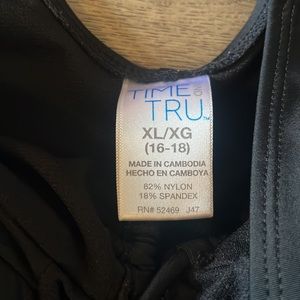 TIME AND
TRU™
XL/XG
(16-18)
MADE IN CAMBODIA
HECHO EN CAMBOYA
82% NYLON
18% SPANDEX
RN# 52469 J47